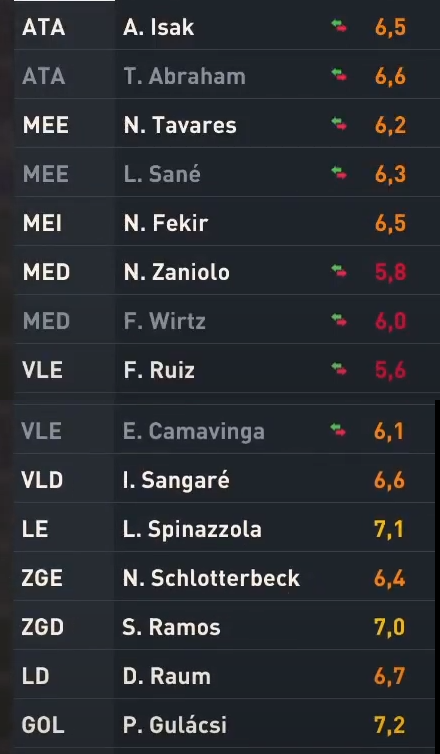 ATA A. Isak 6,5
ATA T. Abraham 6,6
MEE N. Tavares 6,2
MEE L. Sané 6,3
MEI N. Fekir 6,5
MED N. Zaniolo 5,8
MED F. Wirtz 6,0
VLE F. Ruiz 5,6
VLE E. Camavinga 6,1
VLD I. Sangaré 6,6
LE L. Spinazzola 7,1
ZGE N. Schlotterbeck 6,4
ZGD S. Ramos 7,0
LD D. Raum 6,7
GOL P. Gulácsi 7,2